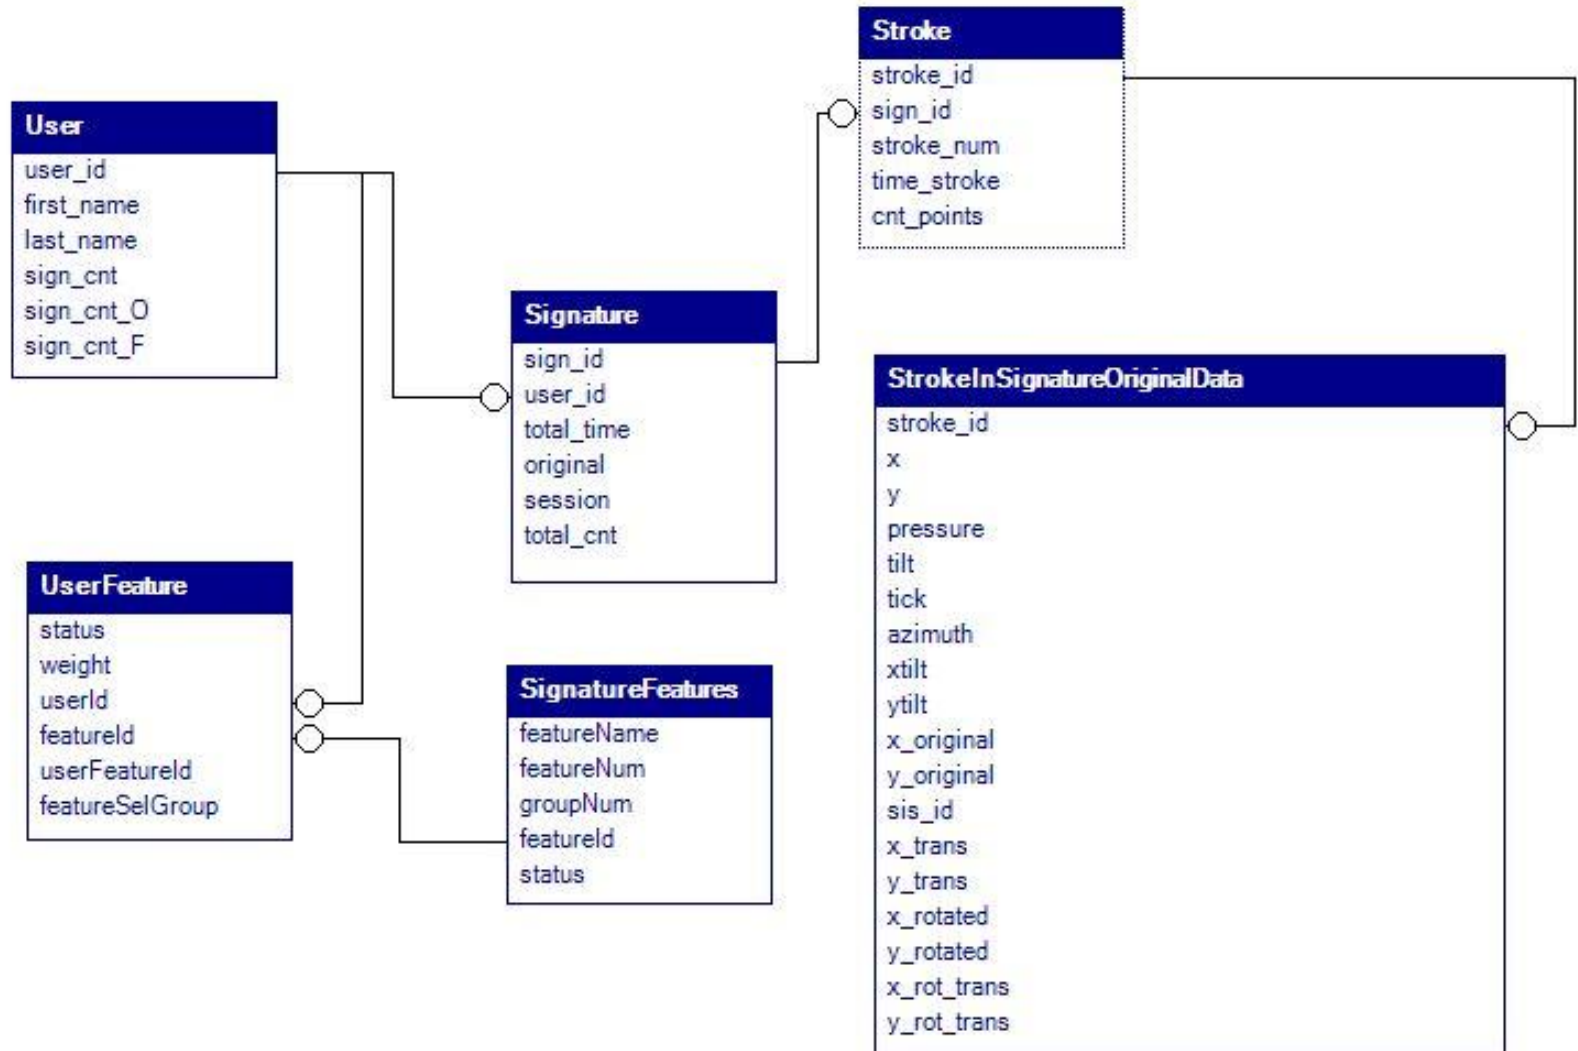 User
user_id
first_name
last_name
sign_cnt
sign_cnt_O
sign_cnt_F
Signature
sign_id
user_id
total_time
original
session
total_cnt
Stroke
stroke_id
sign_id
stroke_num
time_stroke
cnt_points
UserFeature
status
weight
userId
featureId
userFeatureId
featureSelGroup
SignatureFeatures
featureName
featureNum
groupNum
featureId
status
StrokeInSignatureOriginalData
stroke_id
x
y
pressure
tilt
tick
azimuth
xtilt
ytilt
x_original
y_original
sis_id
x_trans
y_trans
x_rotated
y_rotated
x_rot_trans
y_rot_trans